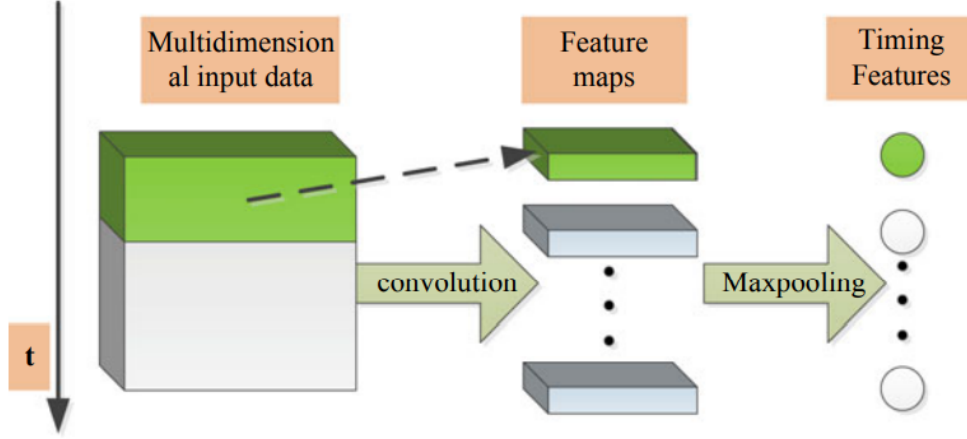 Multidimension
al input data
Feature
maps
Timing
Features
convolution
Maxpooling
t